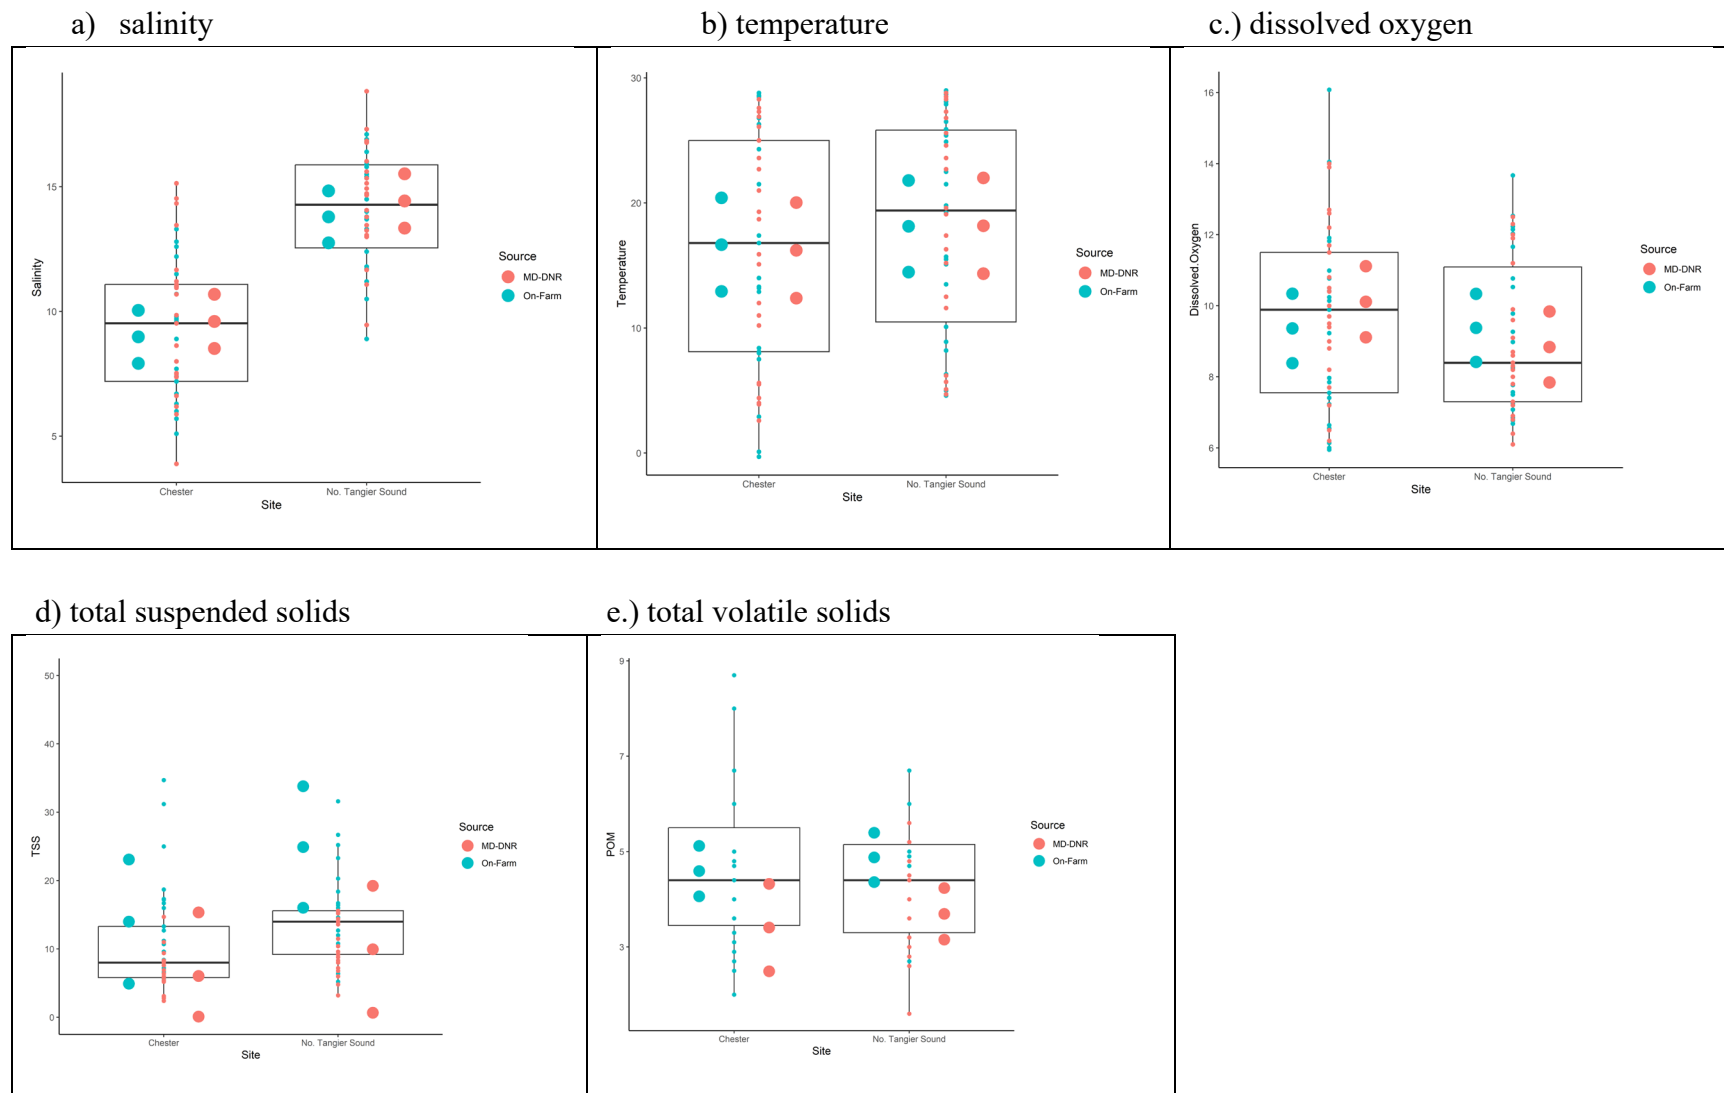 a) salinity
b) temperature
c.) dissolved oxygen
Salinity
15
10
5
Chester
No. Tangier Sound
Site
Source
MD-DNR
On-Farm
Temperature
30
20
10
0
Chester
No. Tangier Sound
Site
Source
MD-DNR
On-Farm
Dissolved.Oxygen
16
14
12
10
8
6
Chester
No. Tangier Sound
Site
Source
MD-DNR
On-Farm
d) total suspended solids
e.) total volatile solids
TSS
50
40
30
20
10
0
Chester
No. Tangier Sound
Site
Source
MD-DNR
On-Farm
POM
9
7
5
3
Chester
No. Tangier Sound
Site
Source
MD-DNR
On-Farm